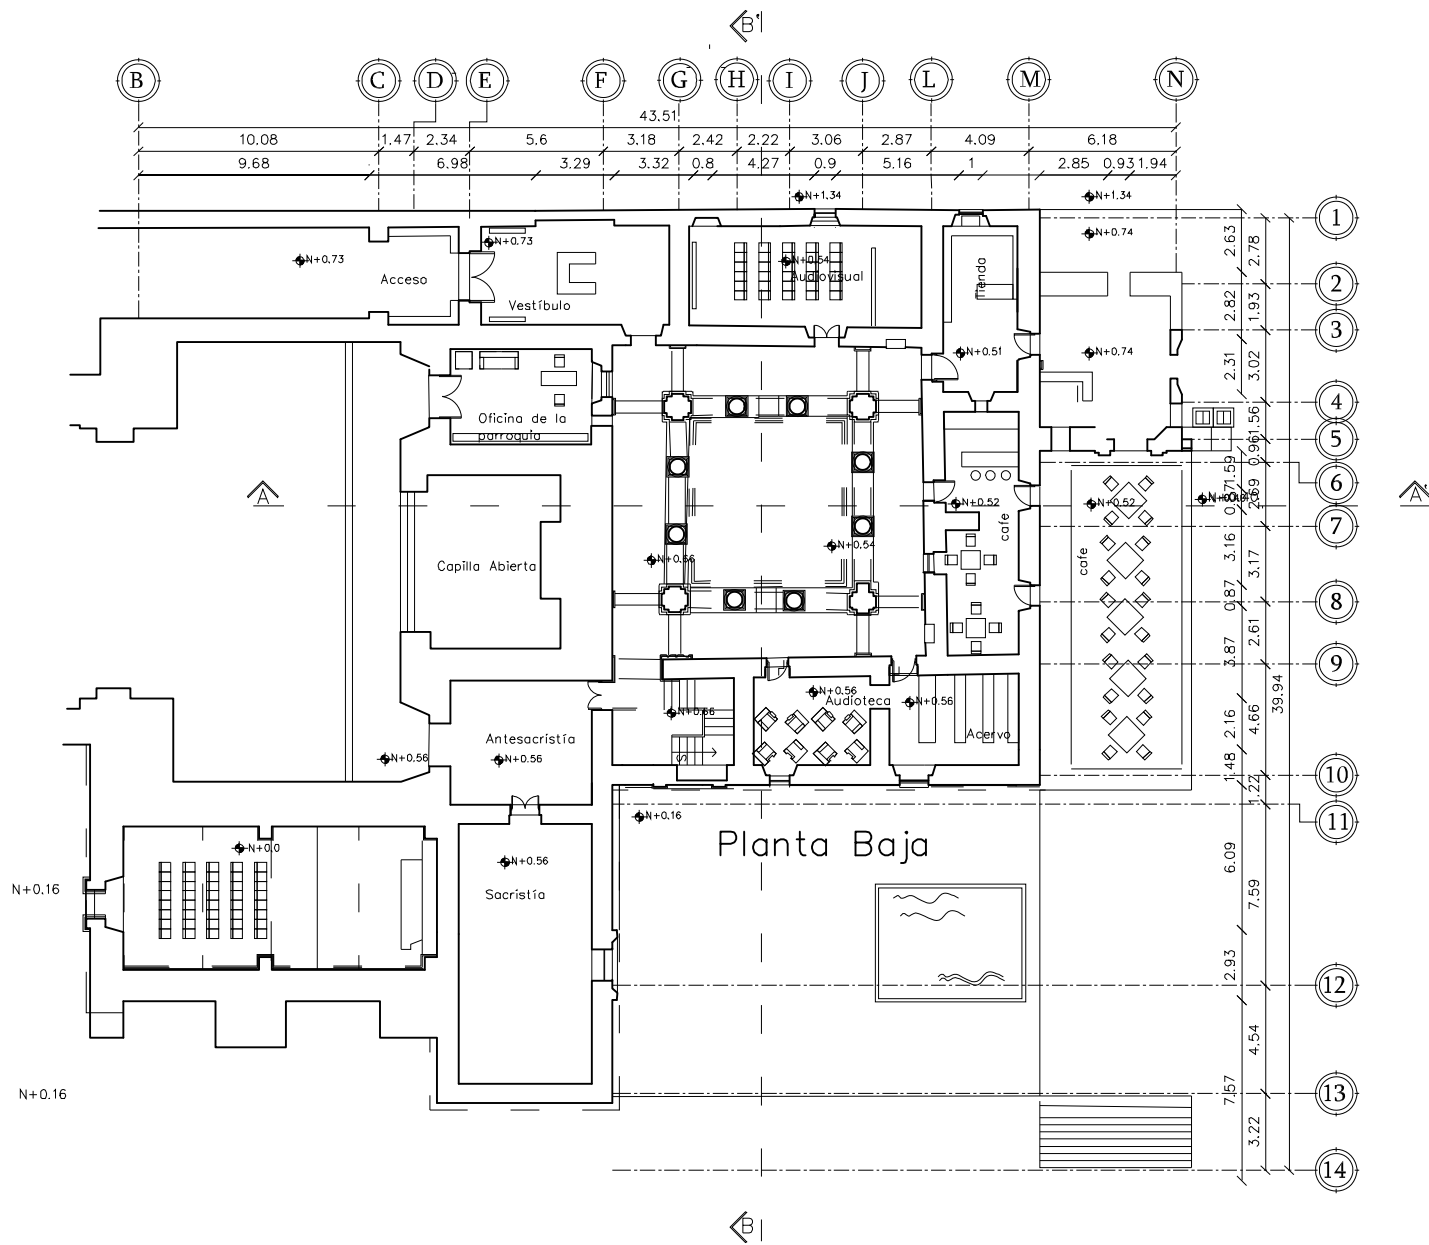 B'
B C D E F G H I J L M N
43.51
10.08 1.47 2.34 5.6 3.18 2.42 2.22 3.06 2.87 4.09 6.18
9.68 6.98 3.29 3.32 0.8 4.27 0.9 5.16 1 2.85 0.93 1.94
N+1.34 N+1.34
1
N+0.73 N+0.73 N+0.74
2.63 2.78
N+0.54
Acceso Audiovisual Tienda
2
Vestíbulo
2.82 1.93
3
N+0.51 N+0.74
2.31 3.02
4
Oficina de la
parroquia
1.56
5
0.96
1.59
6
A A'
N+0.52 N+0.52
0.7 2.69
cafe
7
N+0.54
3.16 3.17
N+0.56
Capilla Abierta
cafe
0.87
8
3.87 2.61
9
39.94
N+0.56
Audioteca N+0.56
N+0.66
S
2.16 4.66
Antesacristía Acervo
N+0.56 N+0.56
1.48
10
1.22
N+0.16
11
Planta Baja
N+0.0
N+0.56
6.09
N+0.16
Sacristía
7.59
2.93
12
4.54
N+0.16
7.57
13
3.22
14
B